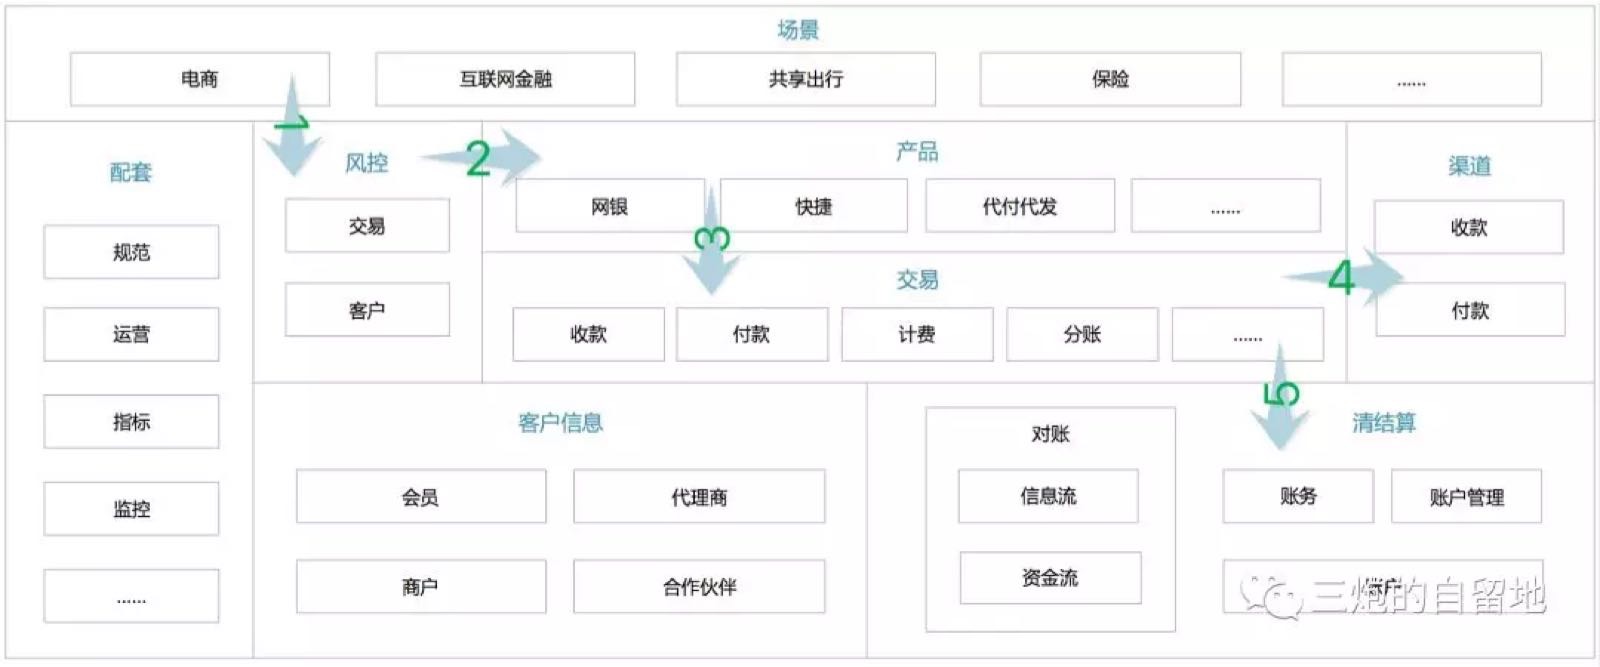 场景
电商
互联网金融
共享出行
保险
......
1
2
3
4
5
配套
规范
运营
指标
监控
......
风控
交易
客户
产品
网银
快捷
代付代发
......
交易
收款
付款
计费
分账
......
渠道
收款
付款
客户信息
会员
代理商
商户
合作伙伴
对账
信息流
资金流
清结算
账务
账户管理
账户
三炮的自留地